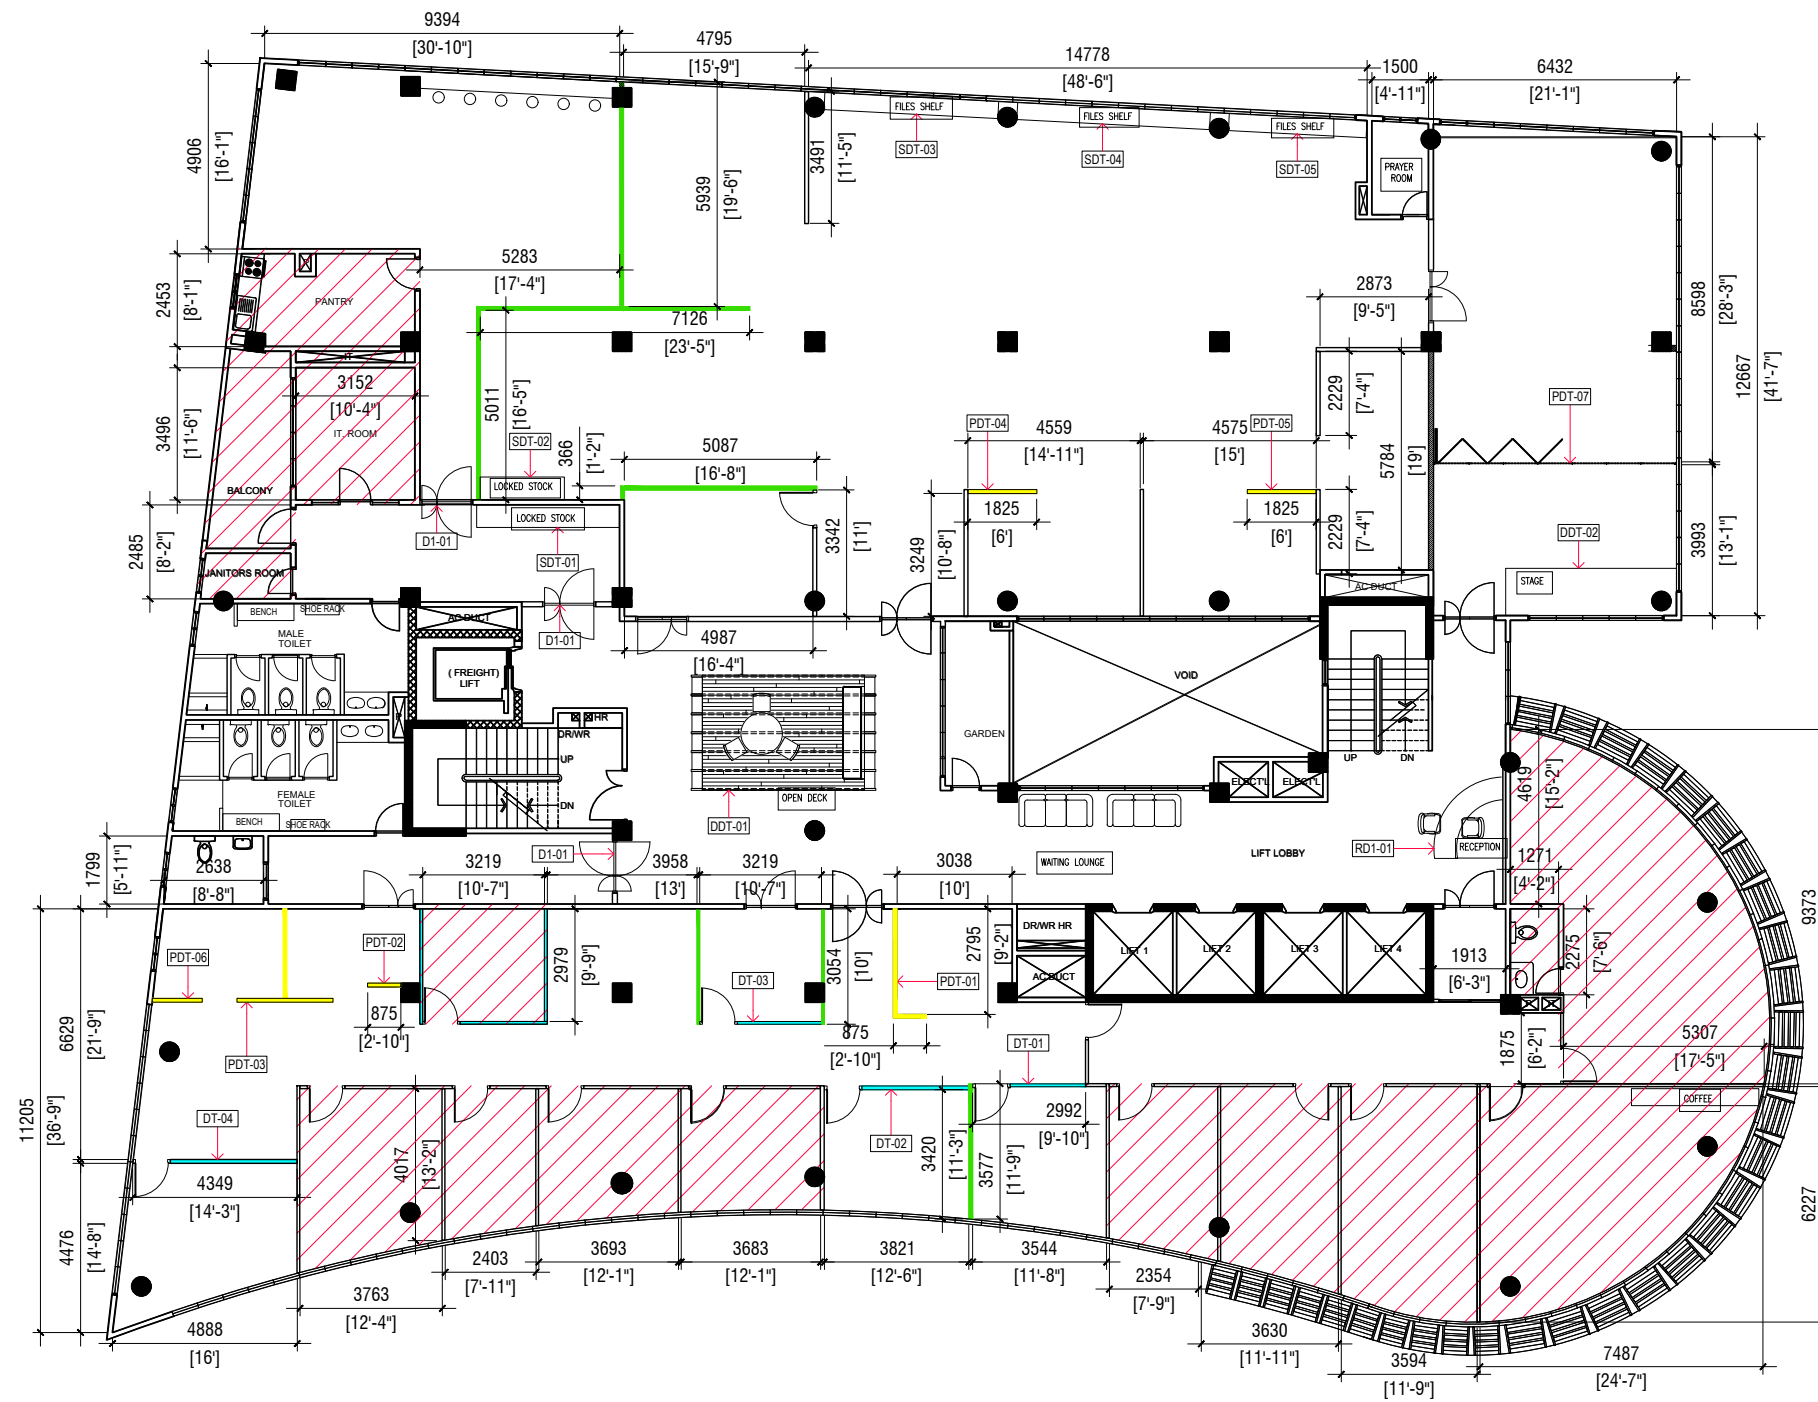 9394
[30'-10"]
4795
[15'-9"]
14778
[48'-6"]
1500
[4'-11"]
6432
[21'-1"]
FILES SHELF
FILES SHELF
FILES SHELF
SDT-03
SDT-04
SDT-05
4906
[16'-1"]
5939
[19'-6"]
3491
[11'-5"]
PRAYER
ROOM
5283
[17'-4"]
2453
[8'-1"]
PANTRY
7126
[23'-5"]
2873
[9'-5"]
8598
[28'-3"]
12667
[41'-7"]
IT
3152
[10'-4"]
IT. ROOM
3496
[11'-6"]
5011
[16'-5"]
SDT-02
366
[1'-2"]
5087
[16'-8"]
PDT-04
4559
[14'-11"]
4575
[15']
PDT-05
2229
[7'-4"]
5784
[19']
PDT-07
BALCONY
LOCKED STOCK
LOCKED STOCK
D1-01
SDT-01
1825
[6']
1825
[6']
2229
[7'-4"]
3342
[11']
3249
[10'-8"]
2485
[8'-2"]
JANITORS ROOM
DDT-02
STAGE
3993
[13'-1"]
AC DUCT
BENCH
SHOE RACK
MALE
TOILET
AC DUCT
D1-01
4987
[16'-4"]
( FREIGHT)
LIFT
VOID
HR
DR/WR
UP
DN
GARDEN
UP
DN
ELECT'L
ELECT'L
OPEN DECK
DDT-01
FEMALE
TOILET
BENCH
SHOE RACK
4619
[15'-2"]
1799
[5'-11"]
2638
[8'-8"]
3219
[10'-7"]
D1-01
3958
[13']
3219
[10'-7"]
3038
[10']
WAITING LOUNGE
LIFT LOBBY
RD1-01
RECEPTION
1271
[4'-2"]
9373
PDT-06
PDT-02
2979
[9'-9"]
DT-03
3054
[10']
2795
[9'-2"]
PDT-01
DR/WR HR
AC DUCT
LIFT 1
LIFT 2
LIFT 3
LIFT 4
1913
[6'-3"]
2275
[7'-6"]
875
[2'-10"]
PDT-03
875
[2'-10"]
DT-01
1875
[6'-2"]
5307
[17'-5"]
6629
[21'-9"]
11205
[36'-9"]
DT-04
4017
[13'-2"]
DT-02
3420
[11'-3"]
3577
[11'-9"]
2992
[9'-10"]
COFFEE
4349
[14'-3"]
4476
[14'-8"]
6227
2403
[7'-11"]
3693
[12'-1"]
3683
[12'-1"]
3821
[12'-6"]
3544
[11'-8"]
2354
[7'-9"]
3763
[12'-4"]
4888
[16']
3630
[11'-11"]
3594
[11'-9"]
7487
[24'-7"]